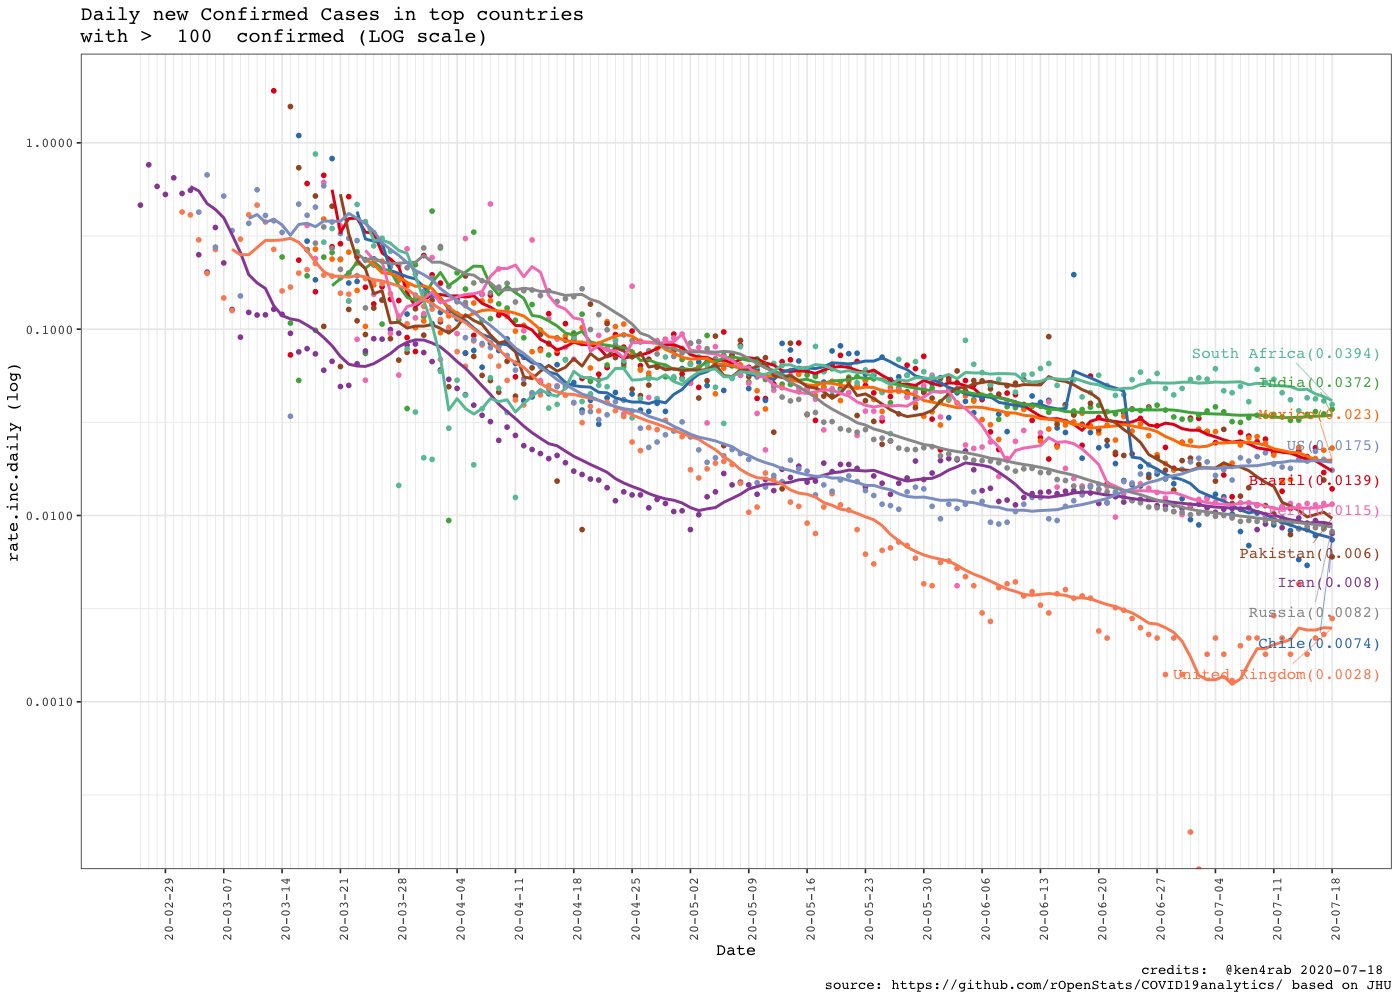 Daily new Confirmed Cases in top countries
with >  100  confirmed (LOG scale)
rate.inc.daily (log)
1.0000
0.1000
0.0100
0.0010
South Africa(0.0394)
India(0.0372)
Mexico(0.023)
US(0.0175)
Brazil(0.0139)
(0.0115)
Pakistan(0.006)
Iran(0.008)
Russia(0.0082)
Chile(0.0074)
United Kingdom(0.0028)
20-02-29
20-03-07
20-03-14
20-03-21
20-03-28
20-04-04
20-04-11
20-04-18
20-04-25
20-05-02
20-05-09
20-05-16
20-05-23
20-05-30
20-06-06
20-06-13
20-06-20
20-06-27
20-07-04
20-07-11
20-07-18
Date
credits:  @ken4rab 2020-07-18
source: https://github.com/rOpenStats/COVID19analytics/ based on JHU